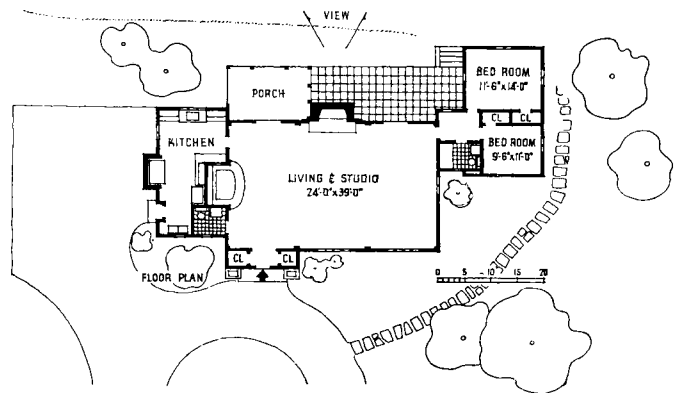 VIEW
PORCH
BED ROOM
11'-6"x14'-0"
CL
CL
KITCHEN
BED ROOM
9'-6"x11'-0"
LIVING & STUDIO
24'-0"x39'-0"
CL
CL
FLOOR PLAN
0 5 10 15 20